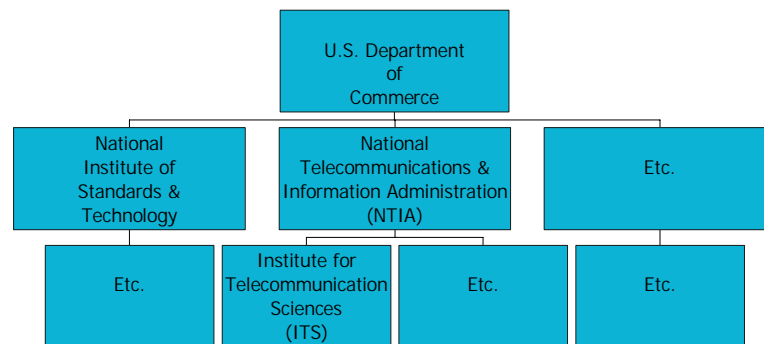 U.S. Department
of
Commerce
National
Institute of
Standards &
Technology
National
Telecommunications &
Information Administration
(NTIA)
Etc.
Etc.
Institute for
Telecommunication
Sciences
(ITS)
Etc.
Etc.